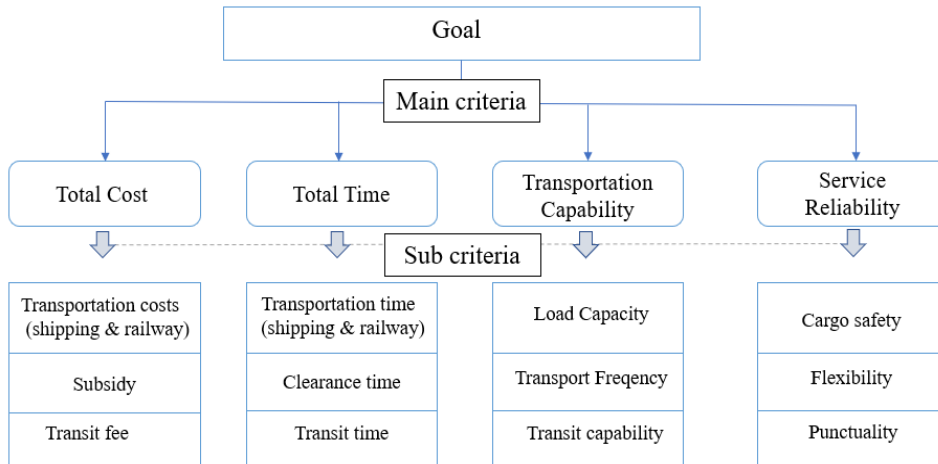 Goal
Main criteria
Total Cost
Total Time
Transportation
Capability
Service
Reliability
Sub criteria
Transportation costs
(shipping & railway)
Subsidy
Transit fee
Transportation time
(shipping & railway)
Clearance time
Transit time
Load Capacity
Transport Freqency
Transit capability
Cargo safety
Flexibility
Punctuality